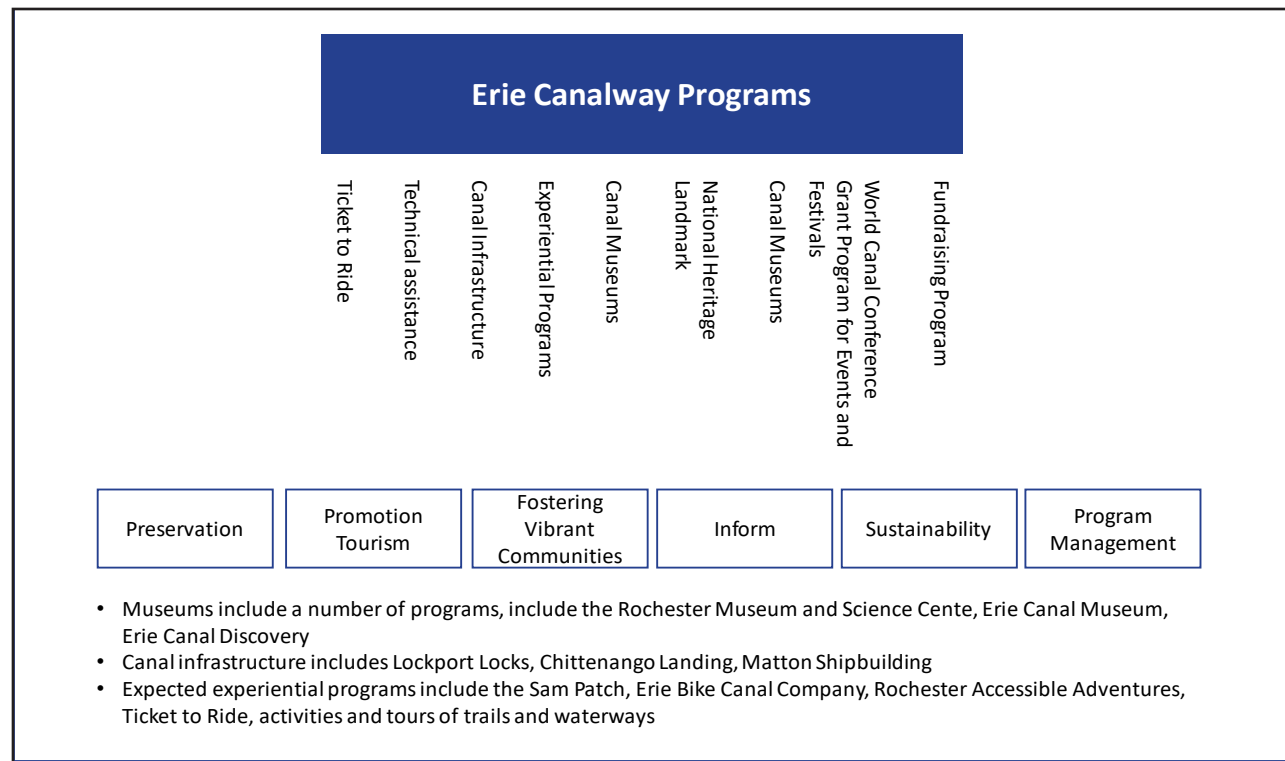 Erie Canalway Programs
Ticket to Ride
Technical assistance
Canal Infrastructure
Experiential Programs
Canal Museums
National Heritage
Landmark
Canal Museums
World Canal Conference
Grant Program for Events and
Festivals
Fundraising Program
Preservation
Promotion
Tourism
Fostering
Vibrant
Communities
Inform
Sustainability
Program
Management
• Museums include a number of programs, include the Rochester Museum and Science Cente, Erie Canal Museum,
Erie Canal Discovery
• Canal infrastructure includes Lockport Locks, Chittenango Landing, Matton Shipbuilding
• Expected experiential programs include the Sam Patch, Erie Bike Canal Company, Rochester Accessible Adventures,
Ticket to Ride, activities and tours of trails and waterways